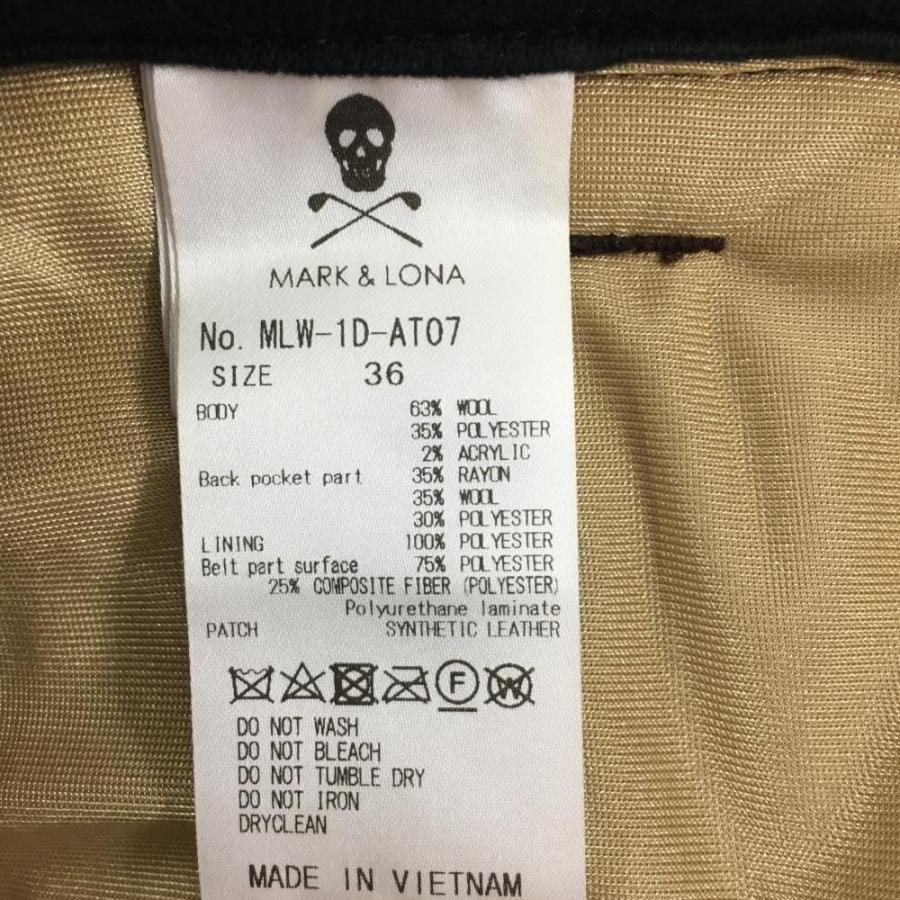 MARK & LONA
No. MLW-1D-AT07
SIZE 36
BODY 63% WOOL
35% POLYESTER
2% ACRYLIC
Back pocket part 35% RAYON
35% WOOL
30% POLYESTER
LINING 100% POLYESTER
Belt part surface 75% POLYESTER
25% COMPOSITE FIBER (POLYESTER)
Polyurethane laminate
PATCH SYNTHETIC LEATHER
F W
DO NOT WASH
DO NOT BLEACH
DO NOT TUMBLE DRY
DO NOT IRON
DRYCLEAN
MADE IN VIETNAM